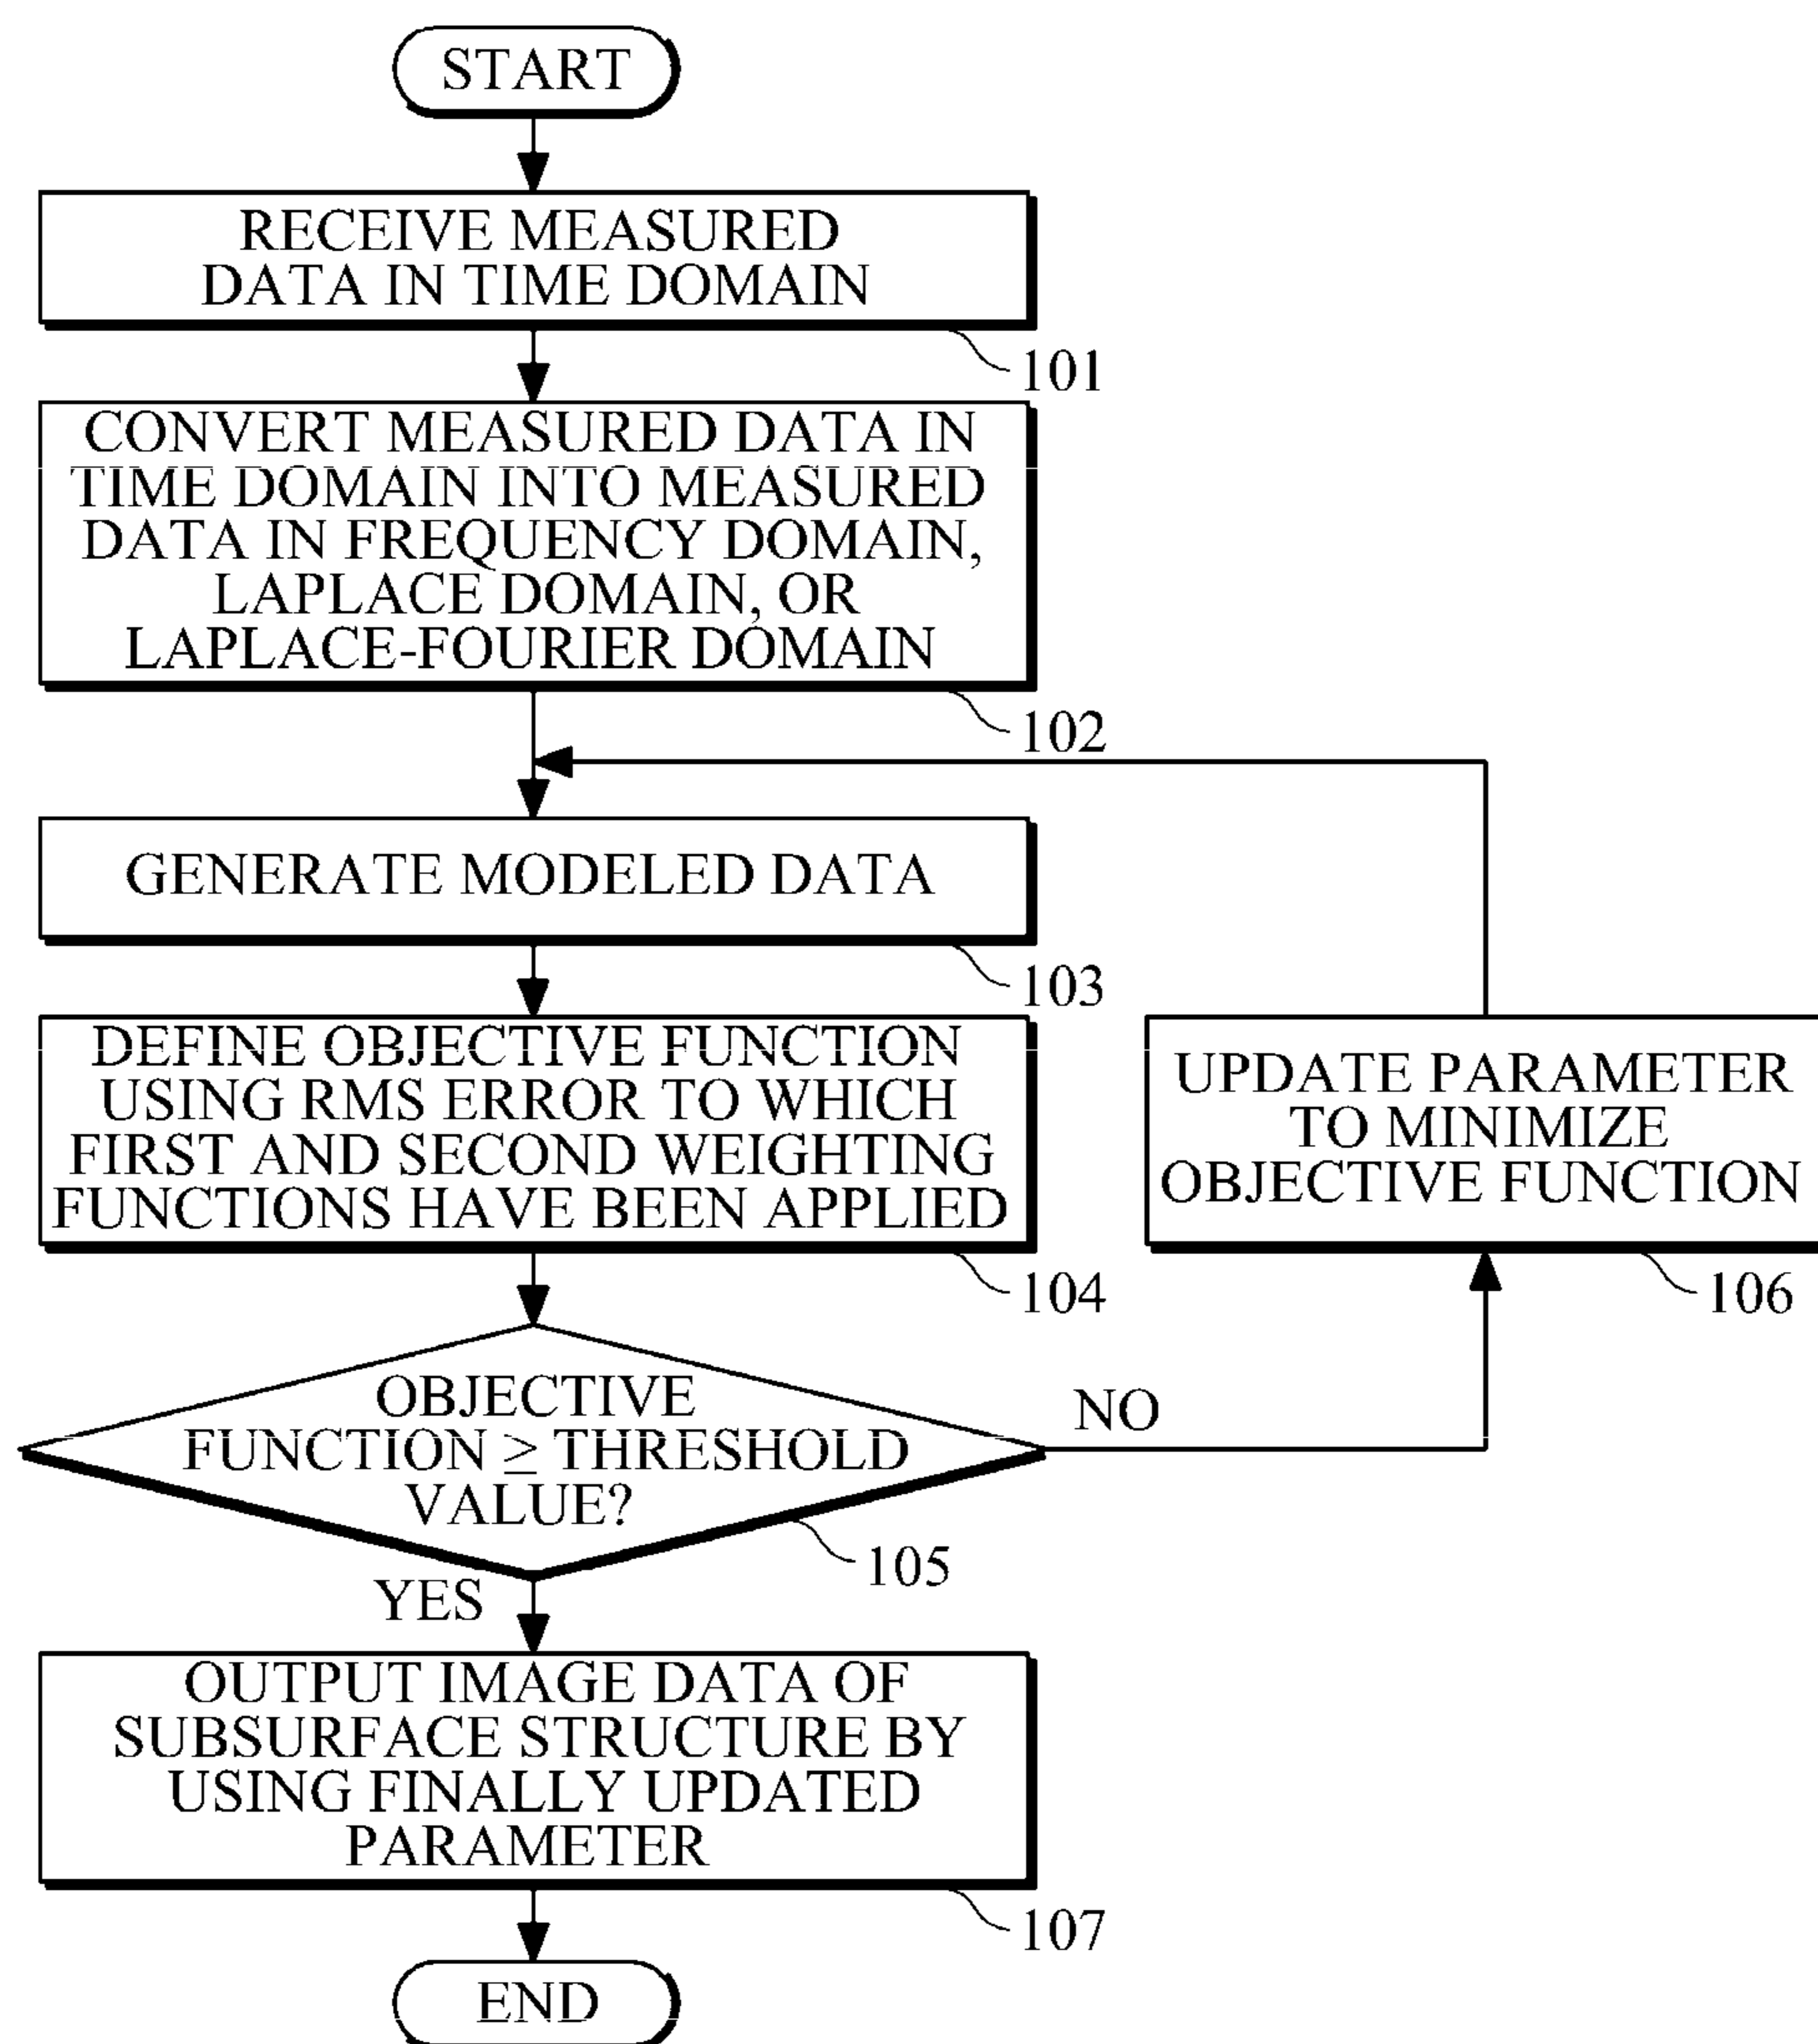 START
RECEIVE MEASURED
DATA IN TIME DOMAIN
101
CONVERT MEASURED DATA IN
TIME DOMAIN INTO MEASURED
DATA IN FREQUENCY DOMAIN,
LAPLACE DOMAIN, OR
LAPLACE-FOURIER DOMAIN
102
GENERATE MODELED DATA
103
DEFINE OBJECTIVE FUNCTION
USING RMS ERROR TO WHICH
FIRST AND SECOND WEIGHTING
FUNCTIONS HAVE BEEN APPLIED
104
UPDATE PARAMETER
TO MINIMIZE
OBJECTIVE FUNCTION
106
OBJECTIVE
FUNCTION ≥ THRESHOLD
VALUE?
105
NO
YES
OUTPUT IMAGE DATA OF
SUBSURFACE STRUCTURE BY
USING FINALLY UPDATED
PARAMETER
107
END